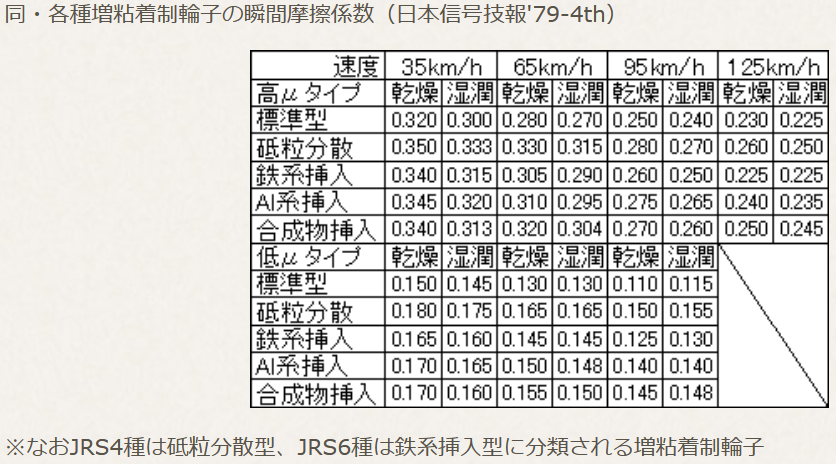 同・各種増粘着制輪子の瞬間摩擦係数（日本信号技報'79-4th）
速度 35km/h 65km/h 95km/h 125km/h
高μタイプ 乾燥 湿潤 乾燥 湿潤 乾燥 湿潤 乾燥 湿潤
標準型 0.320 0.300 0.280 0.270 0.250 0.240 0.230 0.225
砥粒分散 0.350 0.333 0.330 0.315 0.280 0.270 0.260 0.250
鉄系挿入 0.340 0.315 0.305 0.290 0.260 0.250 0.225 0.225
Al系挿入 0.345 0.320 0.310 0.295 0.275 0.265 0.240 0.235
合成物挿入 0.340 0.313 0.320 0.304 0.270 0.260 0.250 0.245
低μタイプ 乾燥 湿潤 乾燥 湿潤 乾燥 湿潤
標準型 0.150 0.145 0.130 0.130 0.110 0.115
砥粒分散 0.180 0.175 0.165 0.165 0.150 0.155
鉄系挿入 0.165 0.160 0.145 0.145 0.125 0.130
Al系挿入 0.170 0.165 0.150 0.148 0.140 0.140
合成物挿入 0.170 0.160 0.155 0.150 0.145 0.148
※なおJRS4種は砥粒分散型、JRS6種は鉄系挿入型に分類される増粘着制輪子